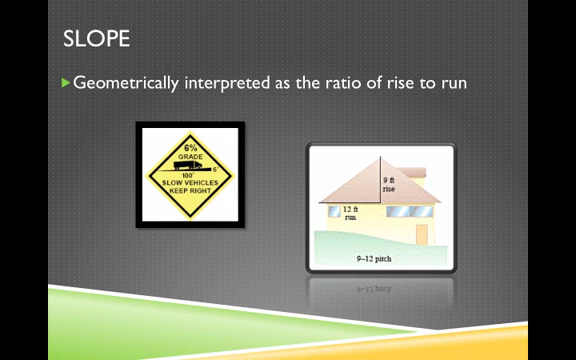 SLOPE
Geometrically interpreted as the ratio of rise to run
6%
GRADE
6'
100'
SLOW VEHICLES
KEEP RIGHT
9 ft
rise
12 ft
run
9–12 pitch